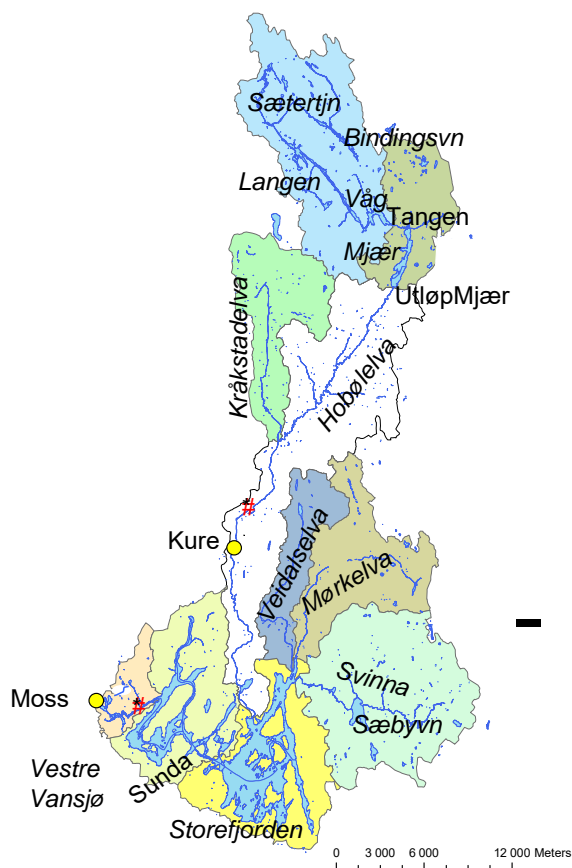 Sætertjn
Bindingsvn
Langen
Våg
Tangen
Mjær
UtløpMjær
Kråkstadelva
Hobølelva
*
#
Kure
Veidalselva
Mørkelva
Svinna
Moss
*
#
Sæbyvn
Vestre
Vansjø
Sunda
Storefjorden
0 3 000 6 000 12 000 Meters